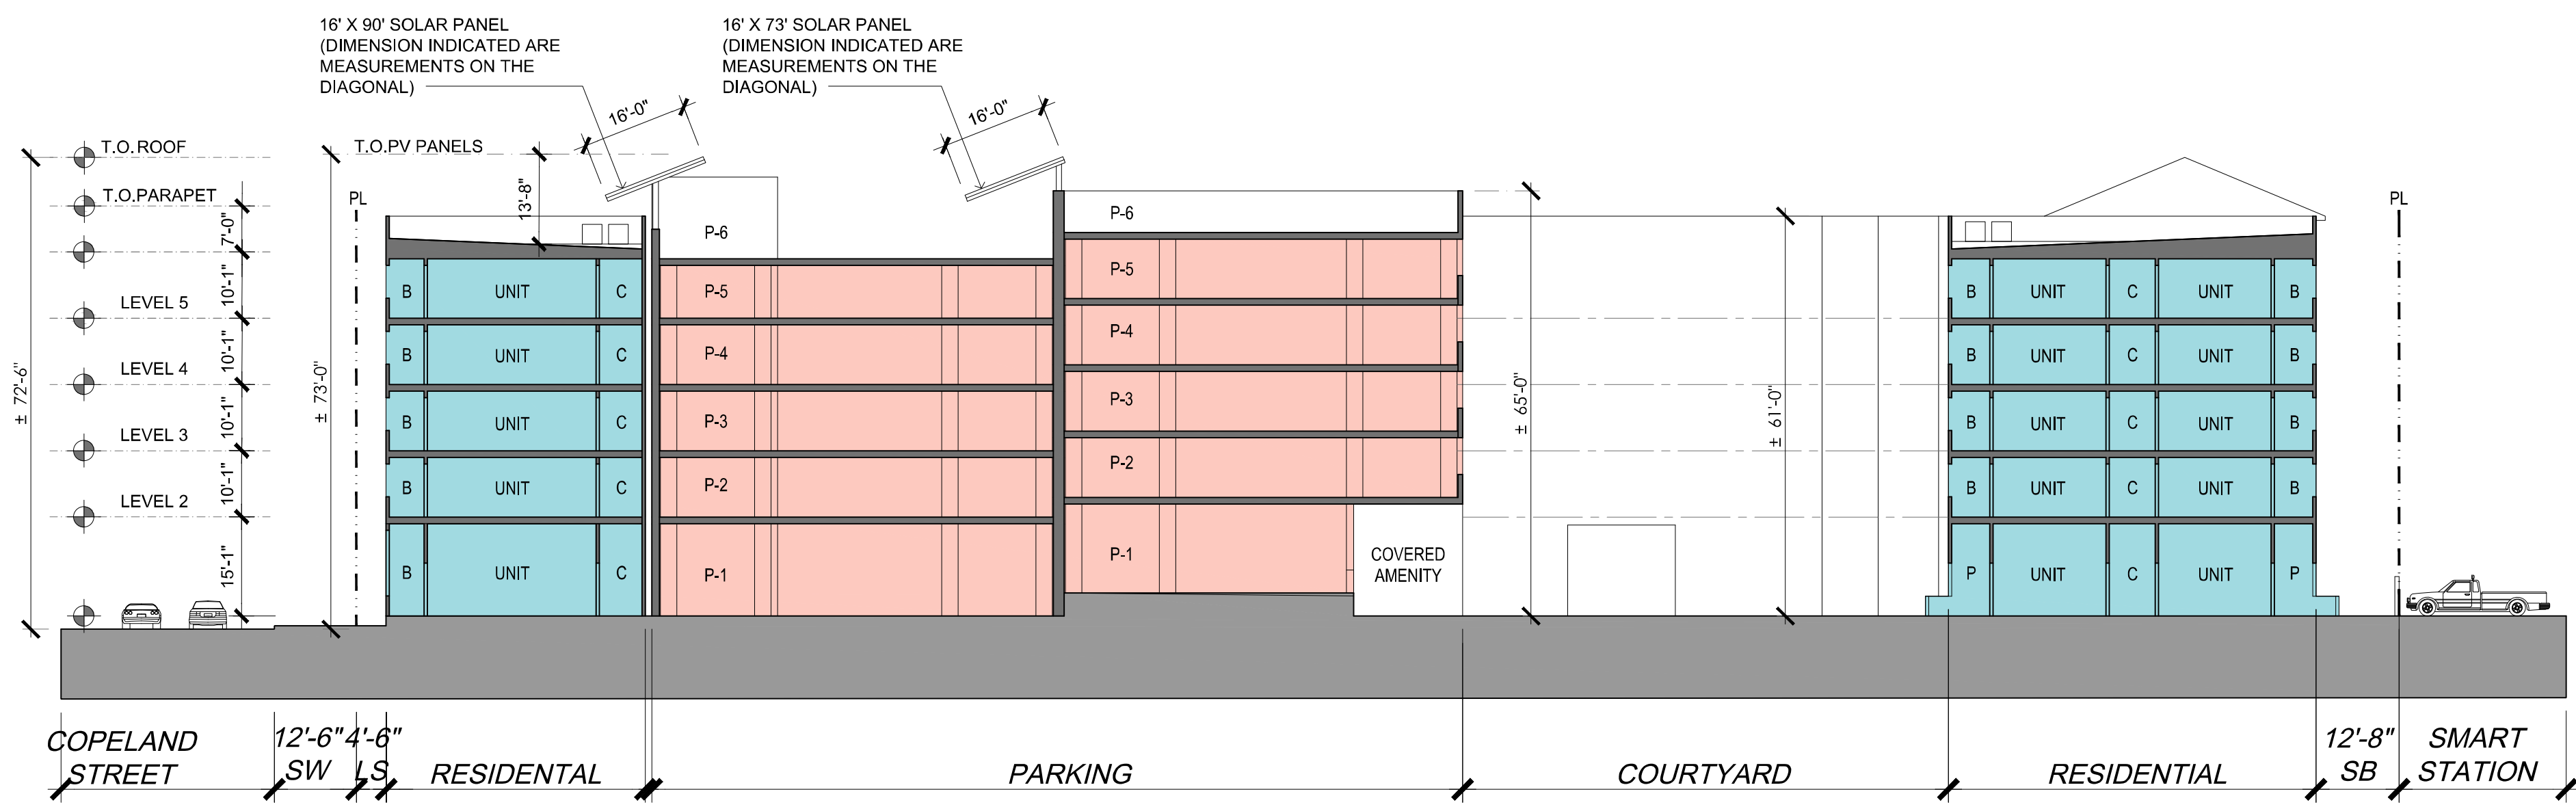 16' X 90' SOLAR PANEL
(DIMENSION INDICATED ARE
MEASUREMENTS ON THE
DIAGONAL)
16' X 73' SOLAR PANEL
(DIMENSION INDICATED ARE
MEASUREMENTS ON THE
DIAGONAL)
16'-0"
16'-0"
T.O.ROOF
T.O.PV PANELS
T.O.PARAPET
PL
PL
13'-8"
7'-0"
10'-1"
LEVEL 5
10'-1"
LEVEL 4
10'-1"
LEVEL 3
10'-1"
LEVEL 2
15'-1"
± 72'-6"
± 73'-0"
± 65'-0"
± 61'-0"
B UNIT C
B UNIT C
B UNIT C
B UNIT C
B UNIT C
P-6
P-5
P-4
P-3
P-2
P-1
P-6
P-5
P-4
P-3
P-2
P-1
COVERED
AMENITY
B UNIT C UNIT B
B UNIT C UNIT B
B UNIT C UNIT B
B UNIT C UNIT B
P UNIT C UNIT P
COPELAND
STREET
12'-6"
SW
4'-6"
LS
RESIDENTAL
PARKING
COURTYARD
RESIDENTIAL
12'-8"
SB
SMART
STATION